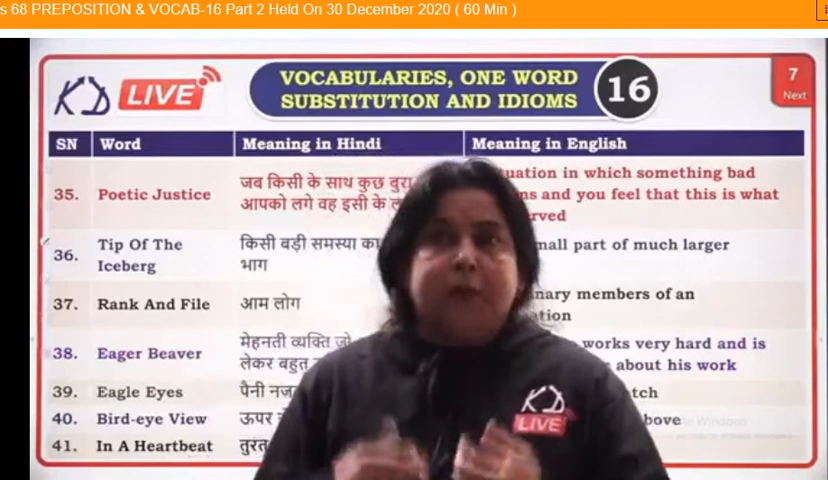 s 68 PREPOSITION & VOCAB-16 Part 2 Held On 30 December 2020 ( 60 Min )
KD LIVE
VOCABULARIES, ONE WORD
SUBSTITUTION AND IDIOMS
16
7
Next
SN Word Meaning in Hindi Meaning in English
35. Poetic Justice
जब किसी के साथ कुछ बुरा
आपको लगे वह इसी के
uation in which something bad
ns and you feel that this is what
rved
36. Tip Of The
Iceberg
किसी बड़ी समस्या का
भाग
mall part of much larger
37. Rank And File आम लोग
nary members of an
ation
38. Eager Beaver
मेहनती व्यक्ति जो
लेकर बहुत
works very hard and is
about his work
39. Eagle Eyes पैनी नज़ tch
40. Bird-eye View ऊपर bove
41. In A Heartbeat तुरंत
KD
LIVE